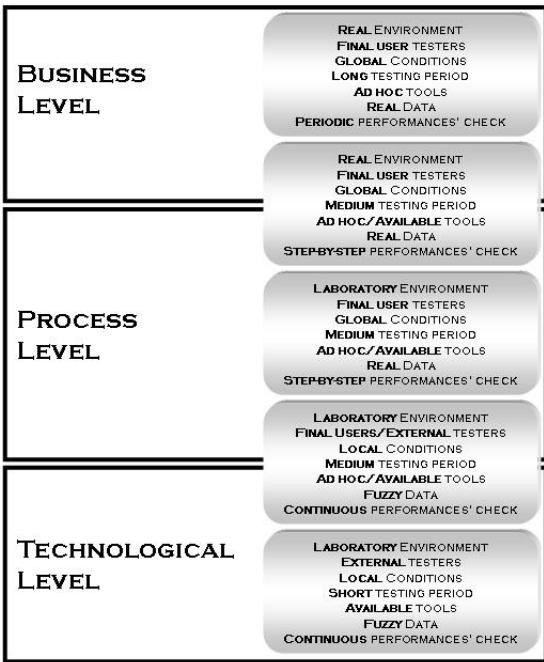 BUSINESS
LEVEL
REAL ENVIRONMENT
FINAL USER TESTERS
GLOBAL CONDITIONS
LONG TESTING PERIOD
AD HOC TOOLS
REAL DATA
PERIODIC PERFORMANCES' CHECK
REAL ENVIRONMENT
FINAL USER TESTERS
GLOBAL CONDITIONS
MEDIUM TESTING PERIOD
AD HOC/AVAILABLE TOOLS
REAL DATA
STEP-BY-STEP PERFORMANCES' CHECK
PROCESS
LEVEL
LABORATORY ENVIRONMENT
FINAL USER TESTERS
GLOBAL CONDITIONS
MEDIUM TESTING PERIOD
AD HOC/AVAILABLE TOOLS
REAL DATA
STEP-BY-STEP PERFORMANCES' CHECK
LABORATORY ENVIRONMENT
FINAL USERS/EXTERNAL TESTERS
LOCAL CONDITIONS
MEDIUM TESTING PERIOD
AD HOC/AVAILABLE TOOLS
FUZZY DATA
CONTINUOUS PERFORMANCES' CHECK
TECHNOLOGICAL
LEVEL
LABORATORY ENVIRONMENT
EXTERNAL TESTERS
LOCAL CONDITIONS
SHORT TESTING PERIOD
AVAILABLE TOOLS
FUZZY DATA
CONTINUOUS PERFORMANCES' CHECK